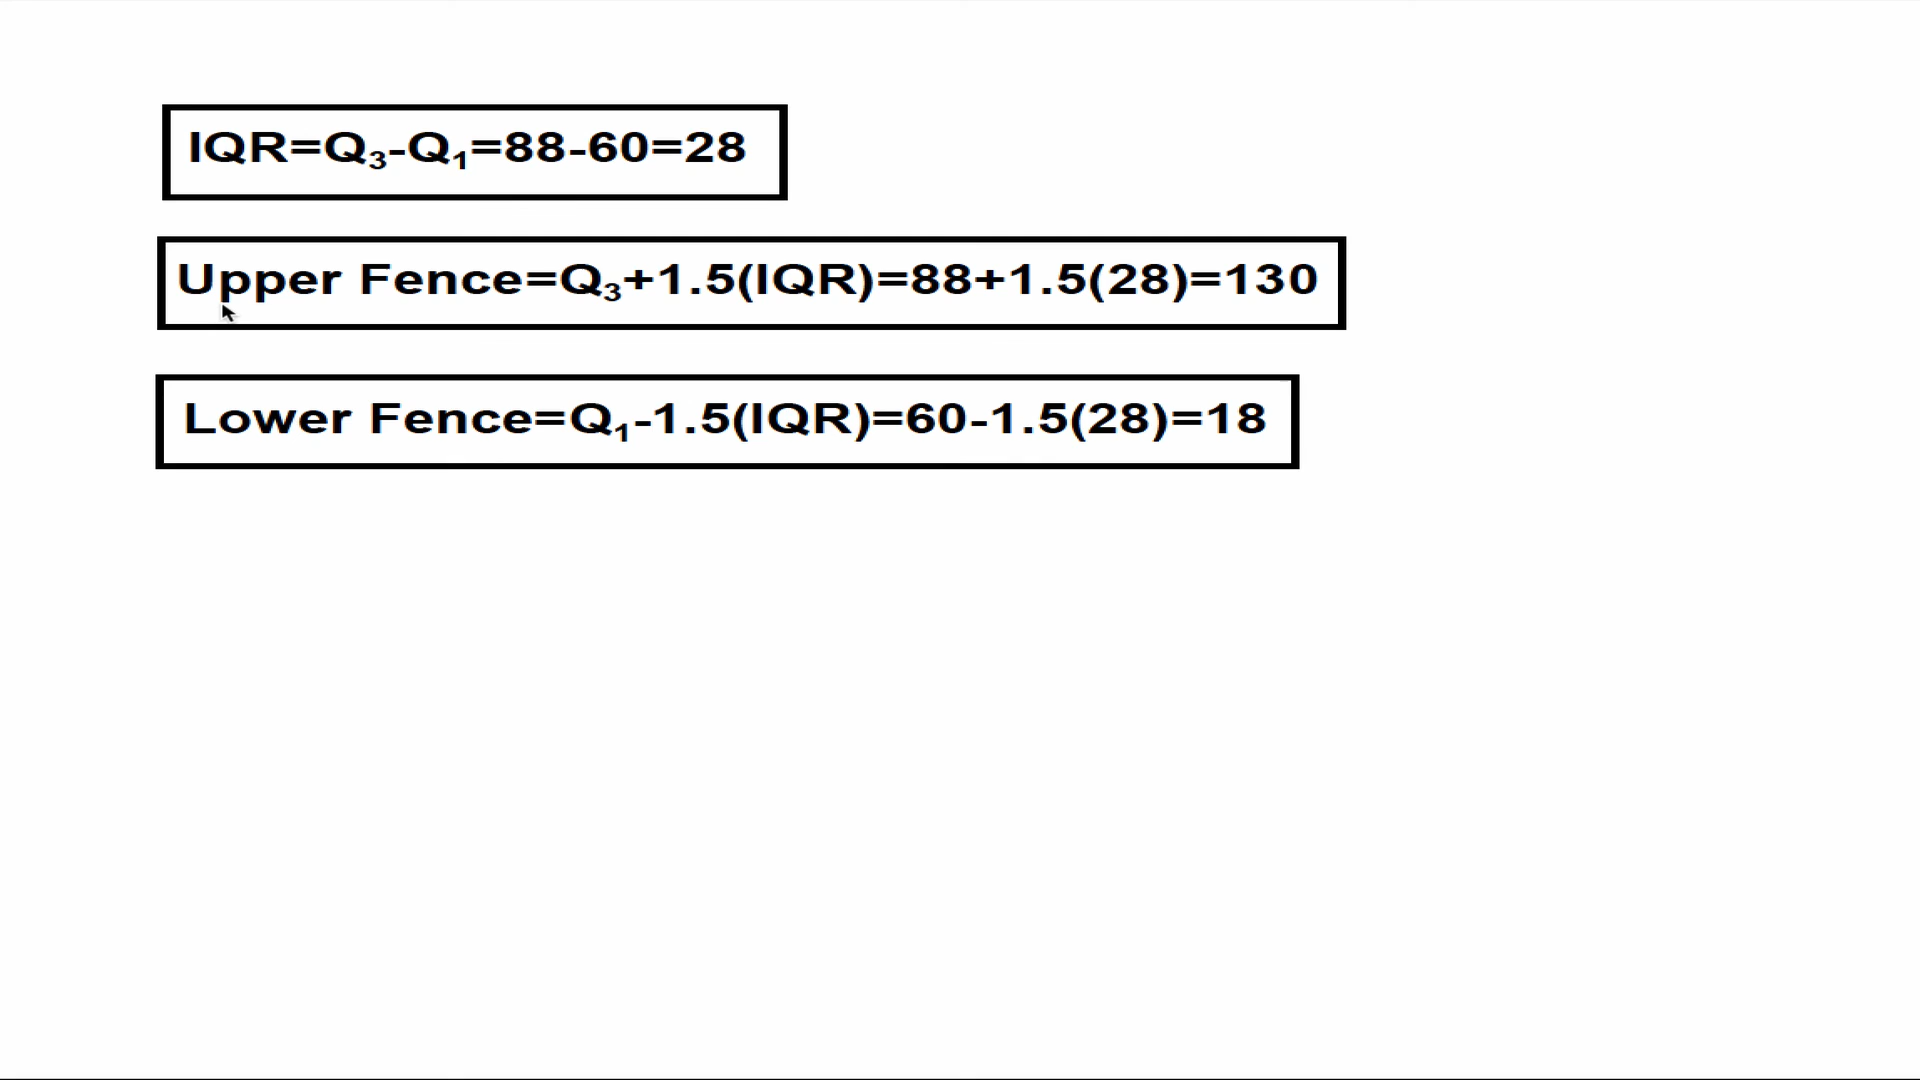 IQR=Q₃-Q₁=88-60=28
Upper Fence=Q₃+1.5(IQR)=88+1.5(28)=130
Lower Fence=Q₁-1.5(IQR)=60-1.5(28)=18